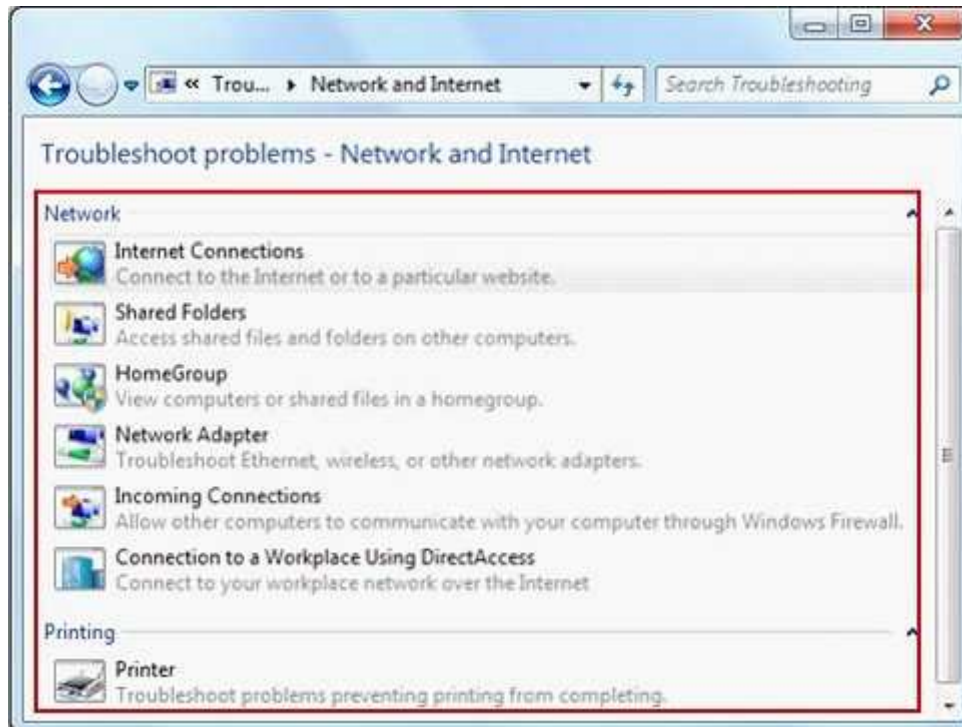 « Trou... ▸ Network and Internet
Search Troubleshooting
Troubleshoot problems - Network and Internet
Network
Internet Connections
Connect to the Internet or to a particular website.
Shared Folders
Access shared files and folders on other computers.
HomeGroup
View computers or shared files in a homegroup.
Network Adapter
Troubleshoot Ethernet, wireless, or other network adapters.
Incoming Connections
Allow other computers to communicate with your computer through Windows Firewall.
Connection to a Workplace Using DirectAccess
Connect to your workplace network over the Internet
Printing
Printer
Troubleshoot problems preventing printing from completing.